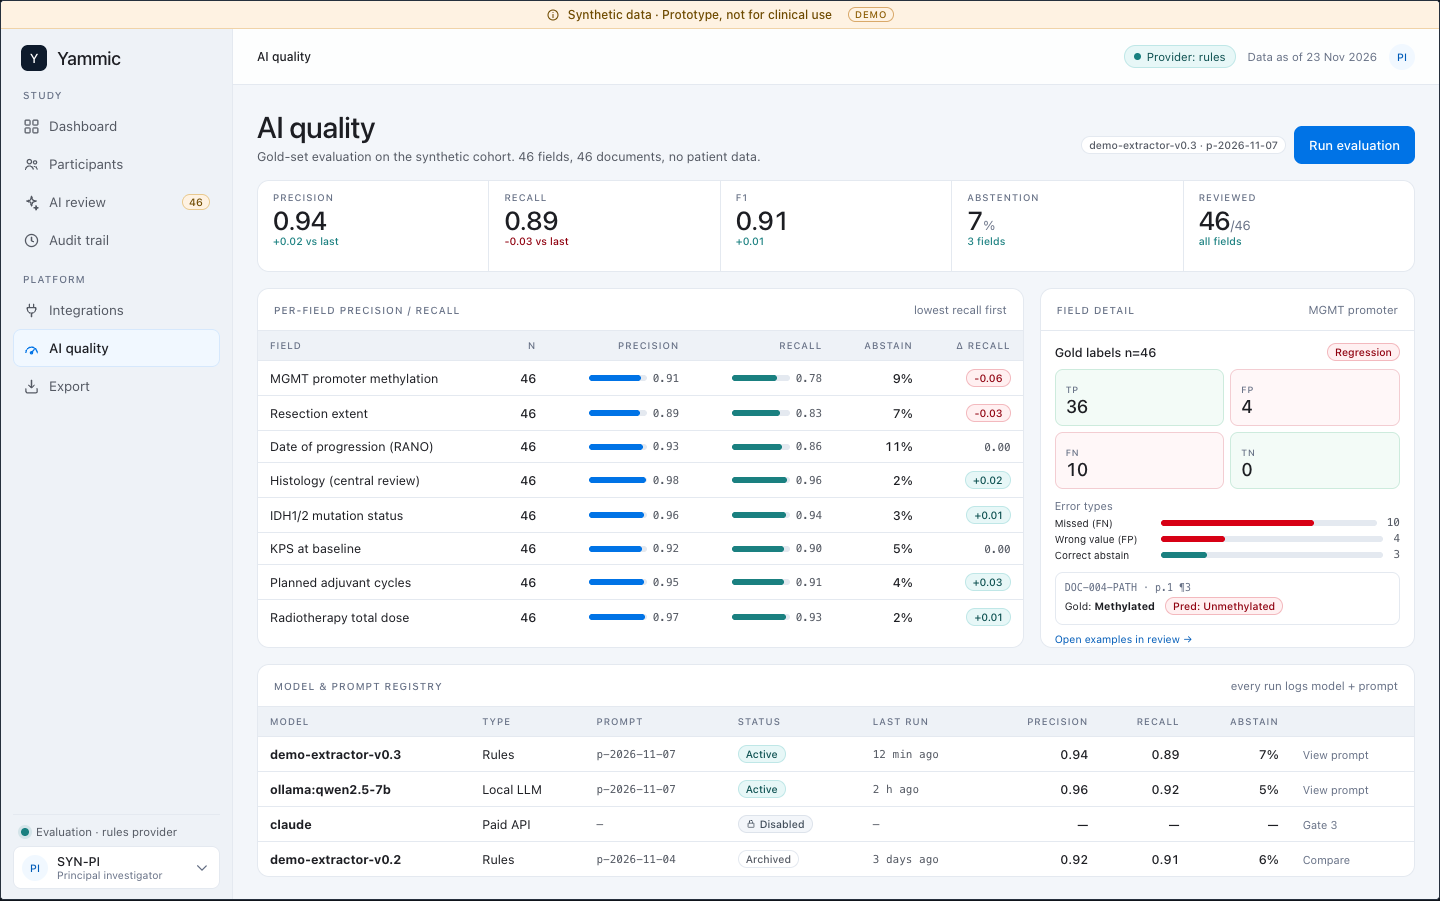 Synthetic data · Prototype, not for clinical use DEMO
Y Yammic
AI quality
Provider: rules Data as of 23 Nov 2026 PI
STUDY
Dashboard
Participants
AI review 46
Audit trail
PLATFORM
Integrations
AI quality
Export
Evaluation · rules provider
PI SYN-PI
Principal investigator
AI quality
Gold-set evaluation on the synthetic cohort. 46 fields, 46 documents, no patient data.
demo-extractor-v0.3 · p-2026-11-07 Run evaluation
PRECISION
0.94
+0.02 vs last
RECALL
0.89
-0.03 vs last
F1
0.91
+0.01
ABSTENTION
7%
3 fields
REVIEWED
46/46
all fields
PER-FIELD PRECISION / RECALL lowest recall first
FIELD N PRECISION RECALL ABSTAIN Δ RECALL
MGMT promoter methylation 46 0.91 0.78 9% -0.06
Resection extent 46 0.89 0.83 7% -0.03
Date of progression (RANO) 46 0.93 0.86 11% 0.00
Histology (central review) 46 0.98 0.96 2% +0.02
IDH1/2 mutation status 46 0.96 0.94 3% +0.01
KPS at baseline 46 0.92 0.90 5% 0.00
Planned adjuvant cycles 46 0.95 0.91 4% +0.03
Radiotherapy total dose 46 0.97 0.93 2% +0.01
FIELD DETAIL MGMT promoter
Gold labels n=46 Regression
TP
36
FP
4
FN
10
TN
0
Error types
Missed (FN) 10
Wrong value (FP) 4
Correct abstain 3
DOC-004-PATH · p.1 ¶3
Gold: Methylated Pred: Unmethylated
Open examples in review →
MODEL & PROMPT REGISTRY every run logs model + prompt
MODEL TYPE PROMPT STATUS LAST RUN PRECISION RECALL ABSTAIN
demo-extractor-v0.3 Rules p-2026-11-07 Active 12 min ago 0.94 0.89 7% View prompt
ollama:qwen2.5-7b Local LLM p-2026-11-07 Active 2 h ago 0.96 0.92 5% View prompt
claude Paid API — Disabled — — — — Gate 3
demo-extractor-v0.2 Rules p-2026-11-04 Archived 3 days ago 0.92 0.91 6% Compare